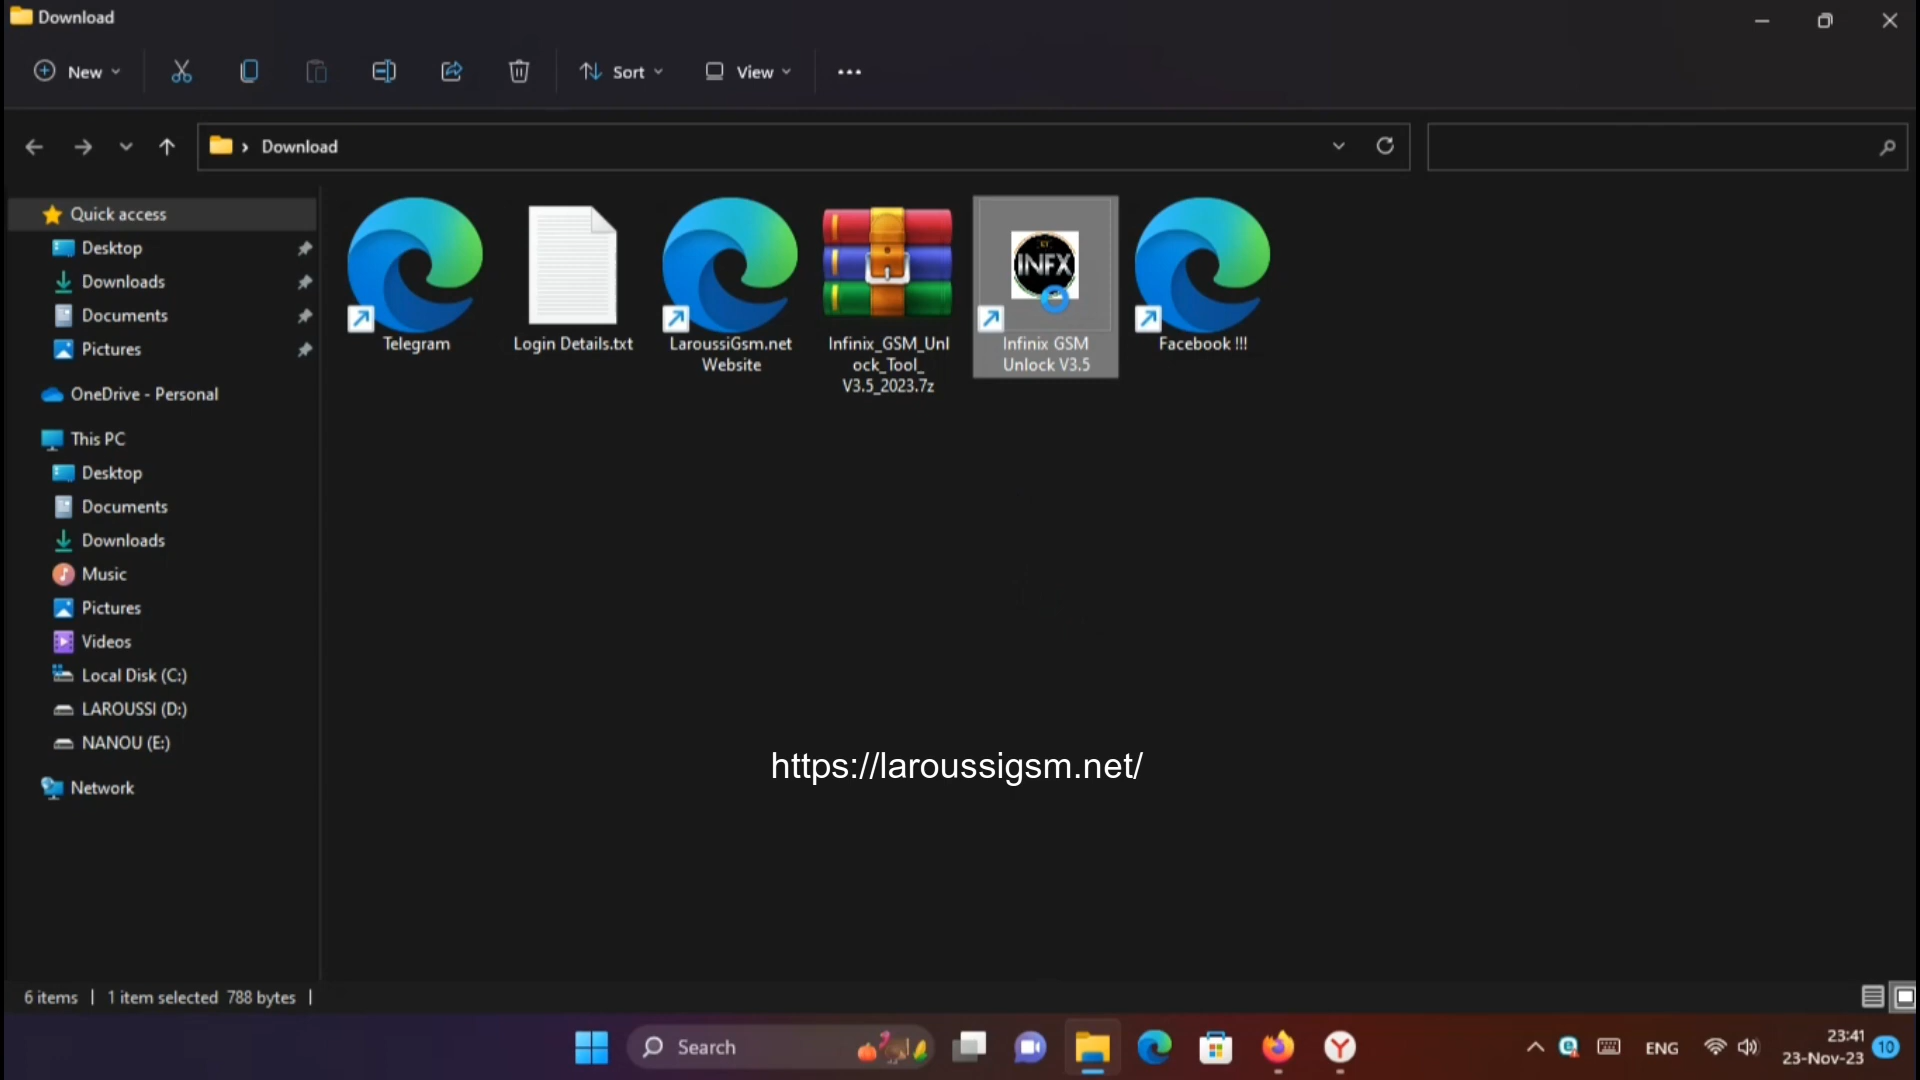 Download
New
Sort
View
Download
Quick access
Desktop
Downloads
Documents
Pictures
OneDrive - Personal
This PC
Desktop
Documents
Downloads
Music
Pictures
Videos
Local Disk (C:)
LAROUSSI (D:)
NANOU (E:)
Network
Telegram
Login Details.txt
LaroussiGsm.net
Website
Infinix_GSM_Unl
ock_Tool_
V3.5_2023.7z
INFX
Infinix GSM
Unlock V3.5
Facebook !!!
https://laroussigsm.net/
6 items
1 item selected 788 bytes
Search
ENG
23:41
23-Nov-23
10